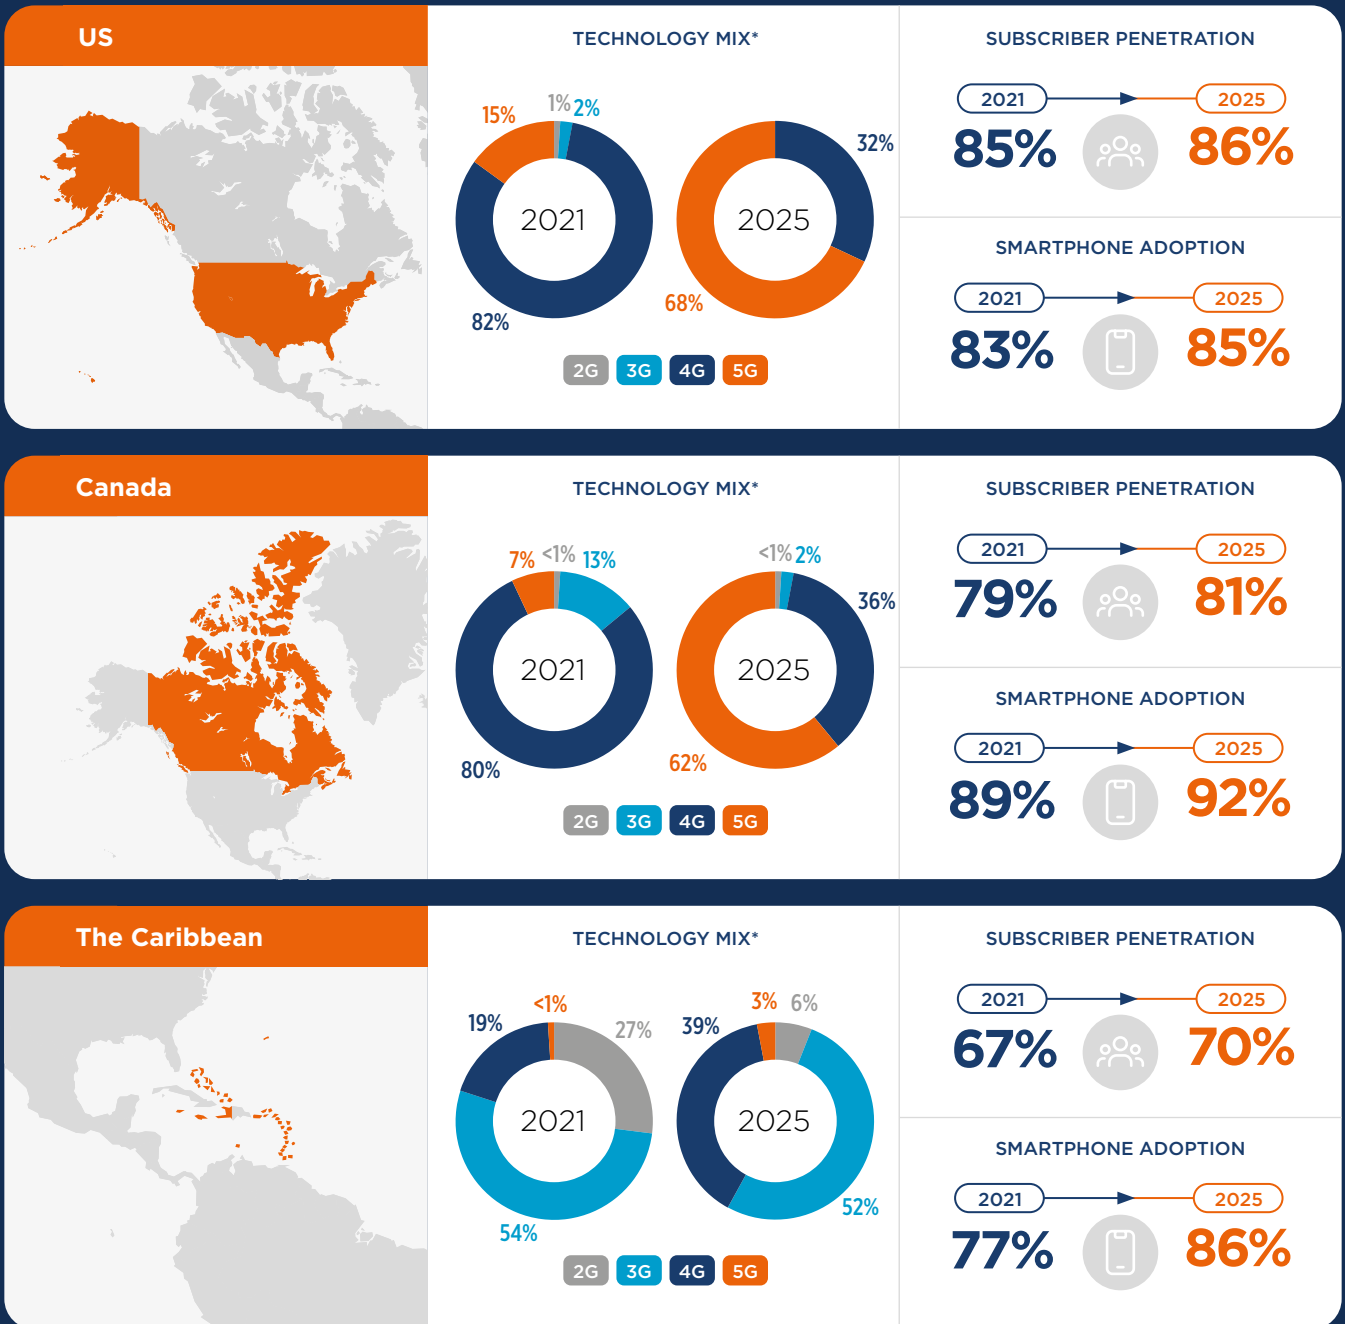 US
TECHNOLOGY MIX*
15%
1%
2%
32%
2021
2025
82%
68%
2G 3G 4G 5G
SUBSCRIBER PENETRATION
2021 2025
85% 86%
SMARTPHONE ADOPTION
2021 2025
83% 85%
Canada
TECHNOLOGY MIX*
7% <1% 13%
<1% 2%
36%
2021
2025
80%
62%
2G 3G 4G 5G
SUBSCRIBER PENETRATION
2021 2025
79% 81%
SMARTPHONE ADOPTION
2021 2025
89% 92%
The Caribbean
TECHNOLOGY MIX*
19%
<1%
27%
39%
3% 6%
2021
2025
54%
52%
2G 3G 4G 5G
SUBSCRIBER PENETRATION
2021 2025
67% 70%
SMARTPHONE ADOPTION
2021 2025
77% 86%